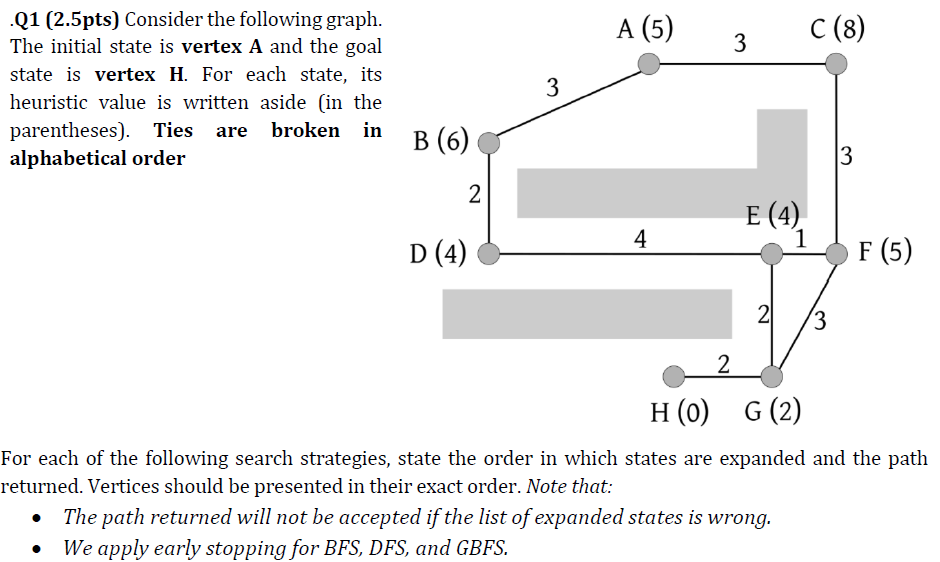 .Q1 (2.5pts) Consider the following graph.
The initial state is vertex A and the goal
state is vertex H. For each state, its
heuristic value is written aside (in the
parentheses). Ties are broken in
alphabetical order
A (5)
3
C (8)
3
B (6)
3
2
E (4)
4
1
D (4)
F (5)
2
3
2
H (0)
G (2)
For each of the following search strategies, state the order in which states are expanded and the path
returned. Vertices should be presented in their exact order. Note that:
• The path returned will not be accepted if the list of expanded states is wrong.
• We apply early stopping for BFS, DFS, and GBFS.